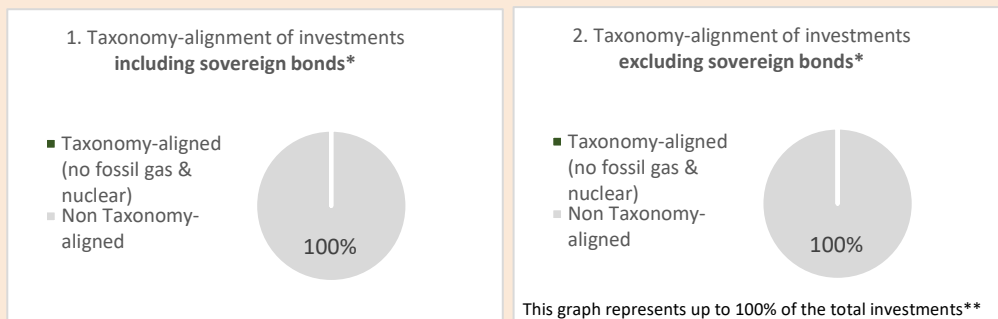 1. Taxonomy-alignment of investments
including sovereign bonds*
Taxonomy-aligned
(no fossil gas &
nuclear)
Non Taxonomy-
aligned
100%
2. Taxonomy-alignment of investments
excluding sovereign bonds*
Taxonomy-aligned
(no fossil gas &
nuclear)
Non Taxonomy-
aligned
100%
This graph represents up to 100% of the total investments**